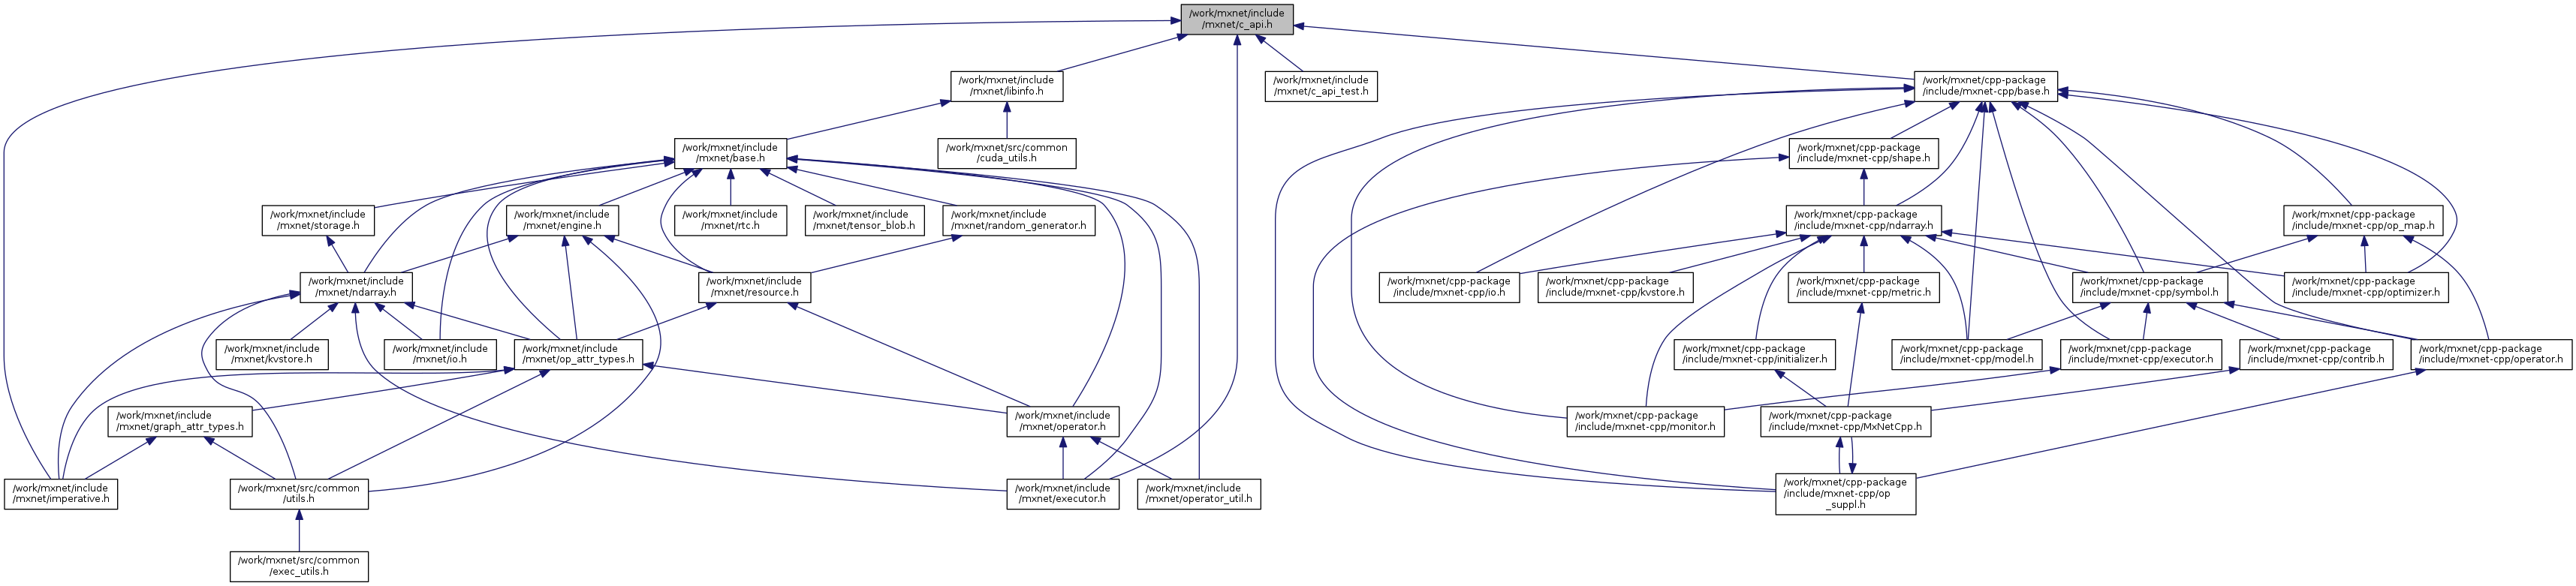 /work/mxnet/include
/mxnet/c_api.h
/work/mxnet/include
/mxnet/libinfo.h
/work/mxnet/include
/mxnet/c_api_test.h
/work/mxnet/cpp-package
/include/mxnet-cpp/base.h
/work/mxnet/include
/mxnet/base.h
/work/mxnet/src/common
/cuda_utils.h
/work/mxnet/cpp-package
/include/mxnet-cpp/shape.h
/work/mxnet/include
/mxnet/storage.h
/work/mxnet/include
/mxnet/engine.h
/work/mxnet/include
/mxnet/rtc.h
/work/mxnet/include
/mxnet/tensor_blob.h
/work/mxnet/include
/mxnet/random_generator.h
/work/mxnet/cpp-package
/include/mxnet-cpp/ndarray.h
/work/mxnet/cpp-package
/include/mxnet-cpp/op_map.h
/work/mxnet/include
/mxnet/ndarray.h
/work/mxnet/include
/mxnet/resource.h
/work/mxnet/cpp-package
/include/mxnet-cpp/io.h
/work/mxnet/cpp-package
/include/mxnet-cpp/kvstore.h
/work/mxnet/cpp-package
/include/mxnet-cpp/metric.h
/work/mxnet/cpp-package
/include/mxnet-cpp/symbol.h
/work/mxnet/cpp-package
/include/mxnet-cpp/optimizer.h
/work/mxnet/include
/mxnet/kvstore.h
/work/mxnet/include
/mxnet/io.h
/work/mxnet/include
/mxnet/op_attr_types.h
/work/mxnet/cpp-package
/include/mxnet-cpp/initializer.h
/work/mxnet/cpp-package
/include/mxnet-cpp/model.h
/work/mxnet/cpp-package
/include/mxnet-cpp/executor.h
/work/mxnet/cpp-package
/include/mxnet-cpp/contrib.h
/work/mxnet/cpp-package
/include/mxnet-cpp/operator.h
/work/mxnet/include
/mxnet/graph_attr_types.h
/work/mxnet/include
/mxnet/operator.h
/work/mxnet/cpp-package
/include/mxnet-cpp/monitor.h
/work/mxnet/cpp-package
/include/mxnet-cpp/MxNetCpp.h
/work/mxnet/include
/mxnet/imperative.h
/work/mxnet/src/common
/utils.h
/work/mxnet/include
/mxnet/executor.h
/work/mxnet/include
/mxnet/operator_util.h
/work/mxnet/cpp-package
/include/mxnet-cpp/op
_suppl.h
/work/mxnet/src/common
/exec_utils.h